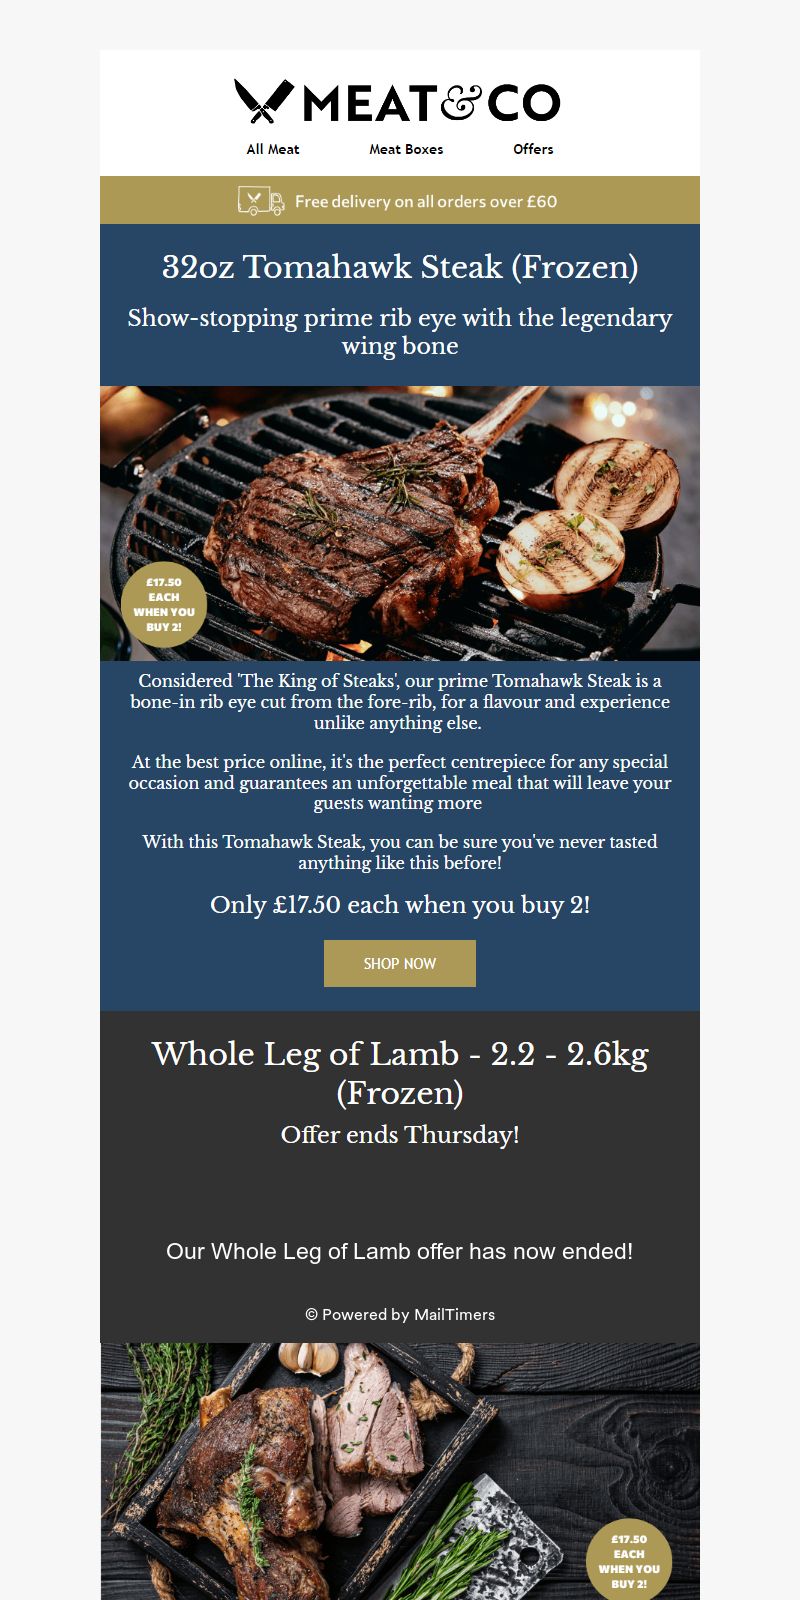 MEAT&CO
All Meat Meat Boxes Offers
Free delivery on all orders over £60
32oz Tomahawk Steak (Frozen)
Show-stopping prime rib eye with the legendary
wing bone
£17.50
EACH
WHEN YOU
BUY 2!
Considered 'The King of Steaks', our prime Tomahawk Steak is a
bone-in rib eye cut from the fore-rib, for a flavour and experience
unlike anything else.
At the best price online, it's the perfect centrepiece for any special
occasion and guarantees an unforgettable meal that will leave your
guests wanting more
With this Tomahawk Steak, you can be sure you've never tasted
anything like this before!
Only £17.50 each when you buy 2!
SHOP NOW
Whole Leg of Lamb - 2.2 - 2.6kg
(Frozen)
Offer ends Thursday!
Our Whole Leg of Lamb offer has now ended!
© Powered by MailTimers
£17.50
EACH
WHEN YOU
BUY 2!